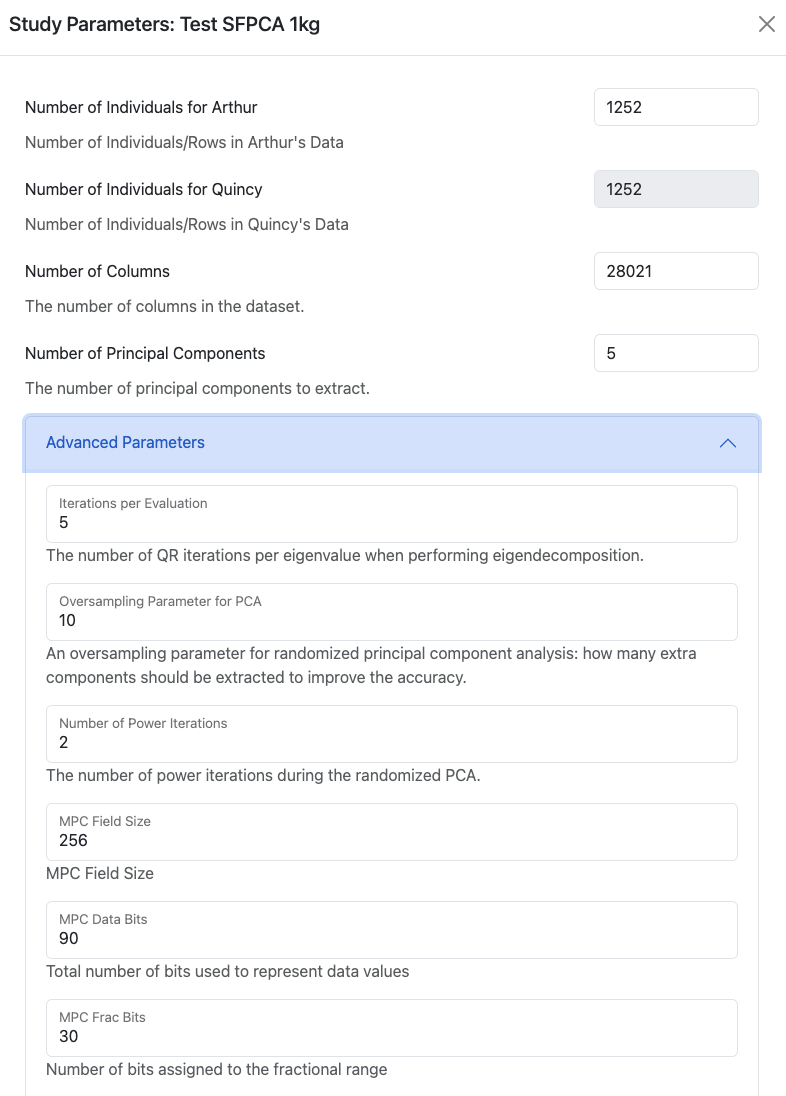 Study Parameters: Test SFPCA 1kg
Number of Individuals for Arthur
1252
Number of Individuals/Rows in Arthur's Data
Number of Individuals for Quincy
1252
Number of Individuals/Rows in Quincy's Data
Number of Columns
28021
The number of columns in the dataset.
Number of Principal Components
5
The number of principal components to extract.
Advanced Parameters
Iterations per Evaluation
5
The number of QR iterations per eigenvalue when performing eigendecomposition.
Oversampling Parameter for PCA
10
An oversampling parameter for randomized principal component analysis: how many extra
components should be extracted to improve the accuracy.
Number of Power Iterations
2
The number of power iterations during the randomized PCA.
MPC Field Size
256
MPC Field Size
MPC Data Bits
90
Total number of bits used to represent data values
MPC Frac Bits
30
Number of bits assigned to the fractional range